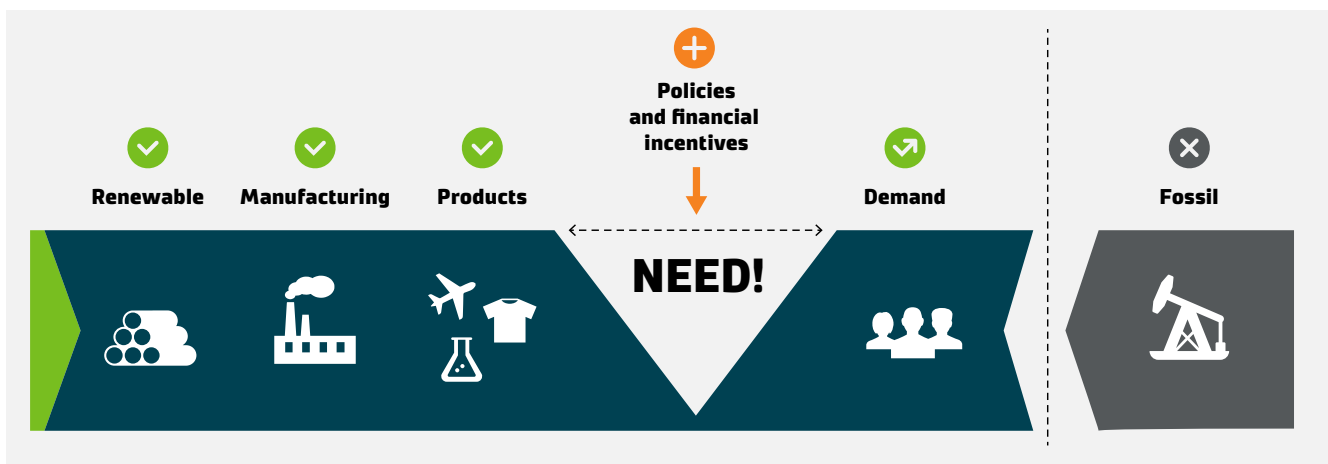 Policies
and financial
incentives
Renewable
Manufacturing
Products
Demand
Fossil
NEED!